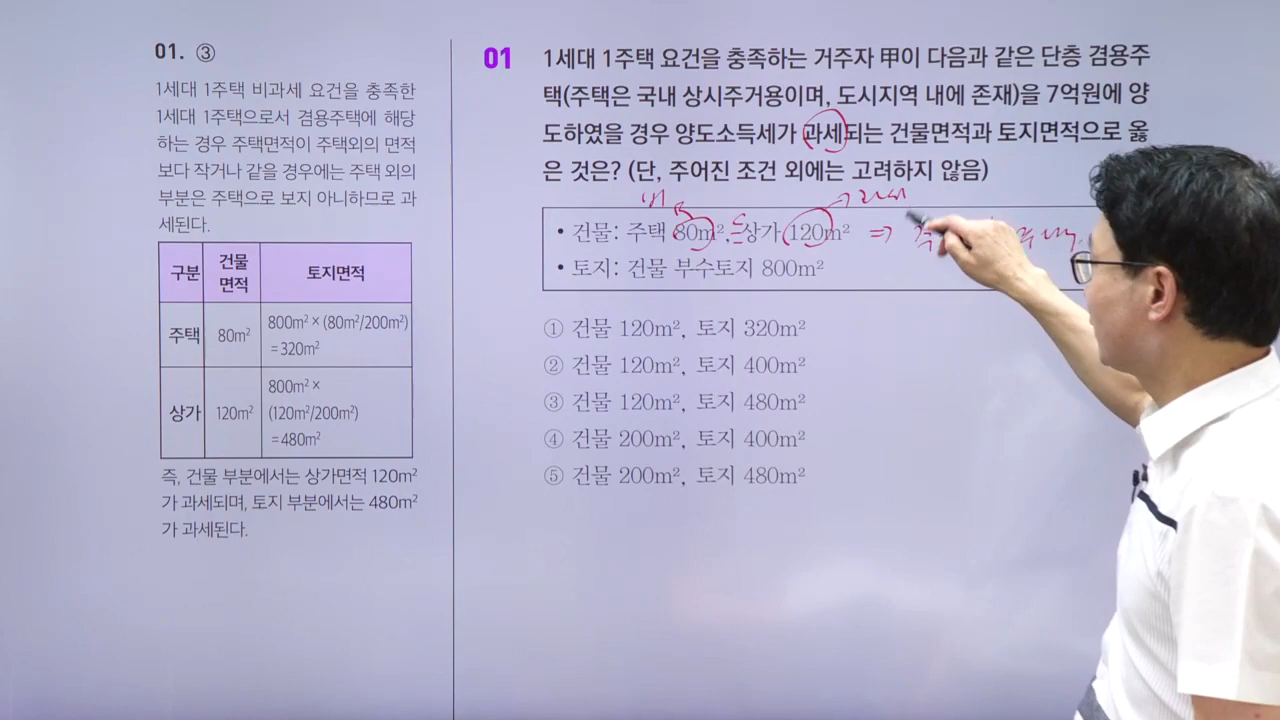 01. ③
1세대 1주택 비과세 요건을 충족한
1세대 1주택으로서 겸용주택에 해당
하는 경우 주택면적이 주택외의 면적
보다 작거나 같을 경우에는 주택 외의
부분은 주택으로 보지 아니하므로 과
세된다.
구분 건물 면적 토지면적
주택 80m² 800m² × (80m²/200m²)
= 320m²
상가 120m² 800m² ×
(120m²/200m²)
= 480m²
즉, 건물 부분에서는 상가면적 120m²
가 과세되며, 토지 부분에서는 480m²
가 과세된다.
01 1세대 1주택 요건을 충족하는 거주자 甲이 다음과 같은 단층 겸용주
택(주택은 국내 상시주거용이며, 도시지역 내에 존재)을 7억원에 양
도하였을 경우 양도소득세가 과세되는 건물면적과 토지면적으로 옳
은 것은? (단, 주어진 조건 외에는 고려하지 않음)
비 과세
• 건물: 주택 80m², 상가 120m² ⇒
• 토지: 건물 부수토지 800m²
① 건물 120m², 토지 320m²
② 건물 120m², 토지 400m²
③ 건물 120m², 토지 480m²
④ 건물 200m², 토지 400m²
⑤ 건물 200m², 토지 480m²